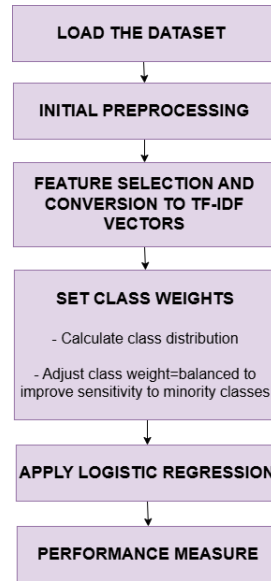 LOAD THE DATASET
INITIAL PREPROCESSING
FEATURE SELECTION AND
CONVERSION TO TF-IDF
VECTORS
SET CLASS WEIGHTS
- Calculate class distribution
- Adjust class weight=balanced to
improve sensitivity to minority classes
APPLY LOGISTIC REGRESSION
PERFORMANCE MEASURE